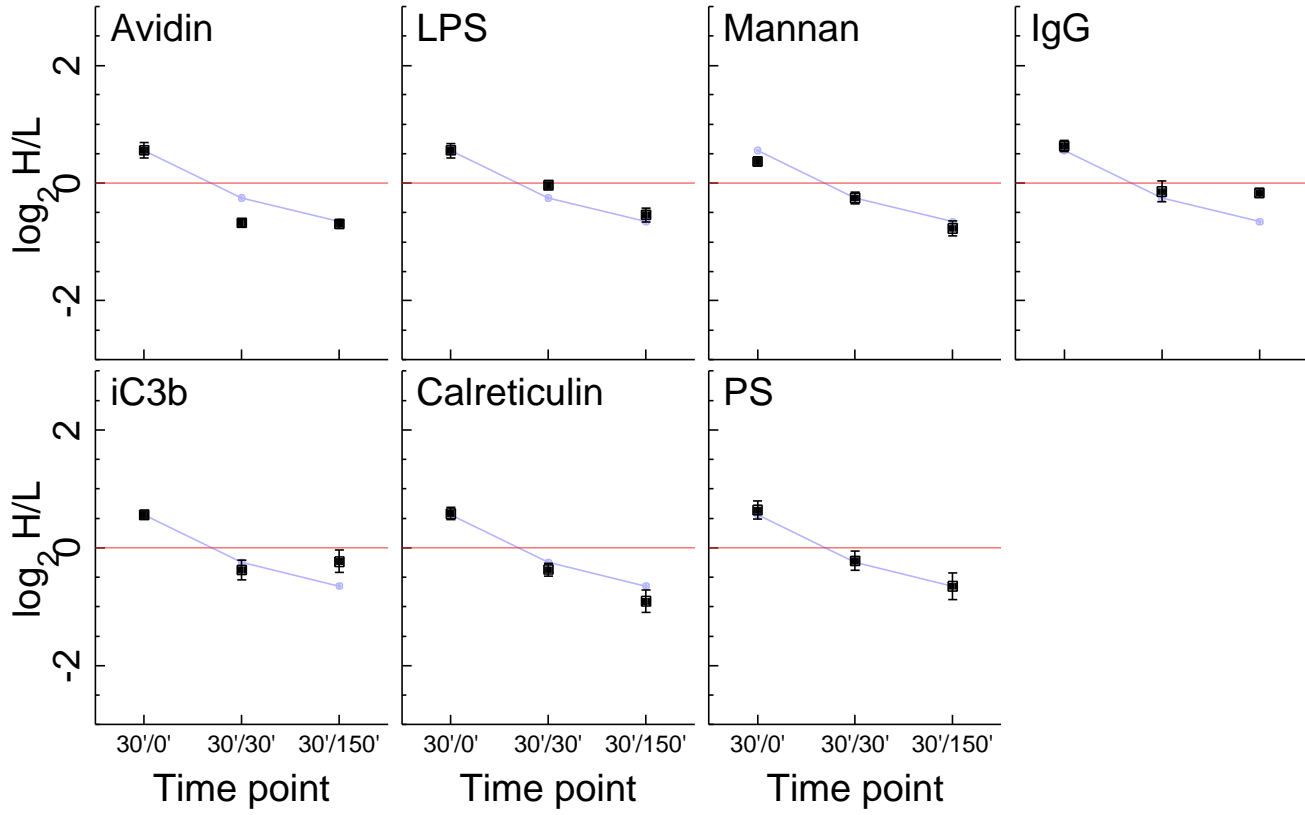 Avidin
LPS
Mannan
IgG
2
0
-2
log2 H/L
iC3b
Calreticulin
PS
2
0
-2
log2 H/L
30'/0' 30'/30' 30'/150'
30'/0' 30'/30' 30'/150'
30'/0' 30'/30' 30'/150'
Time point
Time point
Time point